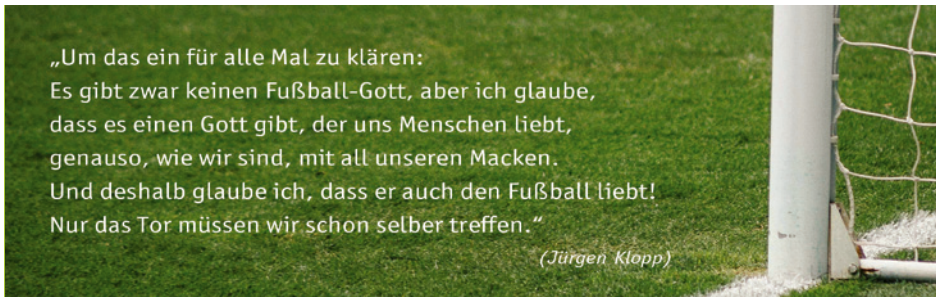 „Um das ein für alle Mal zu klären:
Es gibt zwar keinen Fußball-Gott, aber ich glaube,
dass es einen Gott gibt, der uns Menschen liebt,
genauso, wie wir sind, mit all unseren Macken.
Und deshalb glaube ich, dass er auch den Fußball liebt!
Nur das Tor müssen wir schon selber treffen.“
(Jürgen Klopp)